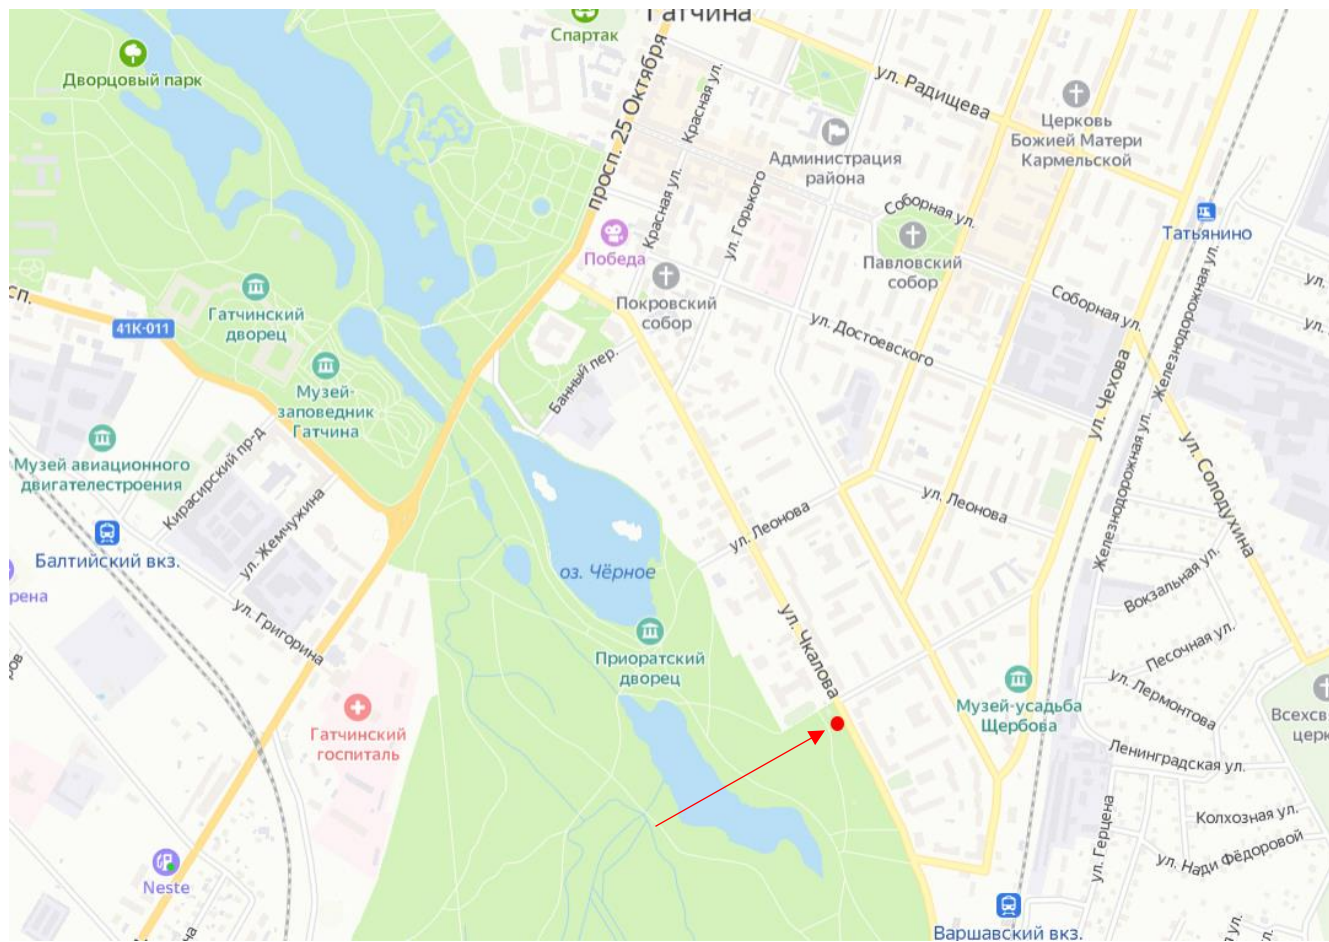 Гатчина
Спартак
Дворцовый парк
просп. 25 Октября
Красная ул.
ул. Радищева
Церковь
Божией Матери
Кармельской
Администрация
района
Красная ул.
ул. Горького
Соборная ул.
Татьянино
Победа
Покровский
собор
Павловский
собор
Соборная ул.
Железнодорожная ул.
ул.
ул.
Гатчинский
дворец
сп.
41К-011
ул. Достоевского
Банный пер.
Музей-
заповедник
Гатчина
ул. Чехова
Музей авиационного
двигателестроения
Кирасирский пр-д
ул. Жемчужина
ул. Леонова
ул. Леонова
Железнодорожная ул.
ул. Солодухина
Балтийский вкз.
рена
оз. Чёрное
Вокзальная ул.
ул. Григорина
ул. Чкалова
Приоратский
дворец
Песочная ул.
ул. Лермонтова
Музей-усадьба
Щербова
Всехсв
церк
ров
Гатчинский
госпиталь
Ленинградская ул.
Колхозная ул.
ул. Нади Фёдоровой
ул. Герцена
Neste
Варшавский вкз.